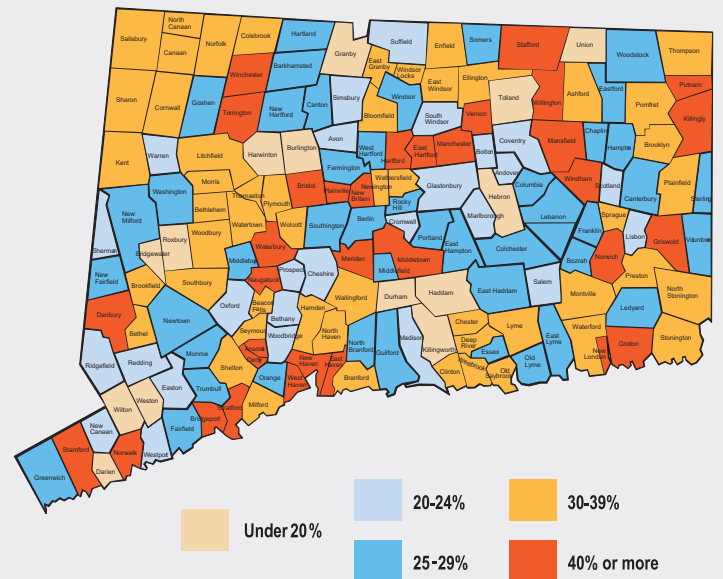 North
Canaan
Salisbury
Canaan
Norfolk
Colebrook
Hartland
Granby
Suffield
East
Granby
Enfield
Windsor
Locks
Somers
Stafford
Union
Woodstock
Thompson
Winchester
Barkhamsted
East
Windsor
Ellington
Putnam
Sharon
Cornwall
Goshen
Torrington
New
Hartford
Canton
Simsbury
Bloomfield
Windsor
South
Windsor
Vernon
Tolland
Willington
Ashford
Eastford
Pomfret
Killingly
Kent
Warren
Litchfield
Harwinton
Burlington
Avon
West
Hartford
Hartford
East
Hartford
Manchester
Bolton
Coventry
Mansfield
Chaplin
Brooklyn
Farmington
Andover
Windham
Scotland
Canterbury
Plainfield
Washington
Morris
Bethlehem
Thomaston
Plymouth
Bristol
Plainville
New
Britain
Newington
Wethersfield
Rocky
Hill
Glastonbury
Hebron
Columbia
Lebanon
New
Milford
Roxbury
Woodbury
Watertown
Wolcott
Southington
Berlin
Cromwell
Portland
East
Hampton
Marlborough
Colchester
Franklin
Sprague
Lisbon
Griswold
Sherman
Bridgewater
Waterbury
Meriden
Middletown
Middlefield
Bozrah
Norwich
Preston
New
Fairfield
Brookfield
Southbury
Naugatuck
Prospect
Cheshire
Wallingford
Durham
Haddam
East Haddam
Salem
Montville
Ledyard
North
Stonington
Danbury
Bethel
Newtown
Oxford
Bethany
Hamden
Seymour
Woodbridge
North
Haven
North
Branford
Guilford
Madison
Killingworth
Chester
Deep
River
Essex
Lyme
East
Lyme
Waterford
New
London
Groton
Stonington
Ridgefield
Redding
Monroe
Shelton
Orange
New
Haven
East
Haven
West
Haven
Branford
Clinton
Old
Saybrook
Old
Lyme
Easton
Trumbull
Stratford
Milford
Wilton
Weston
Bridgeport
Fairfield
New
Canaan
Stamford
Norwalk
Westport
Greenwich
Darien
Under 20%
20-24%
25-29%
30-39%
40% or more